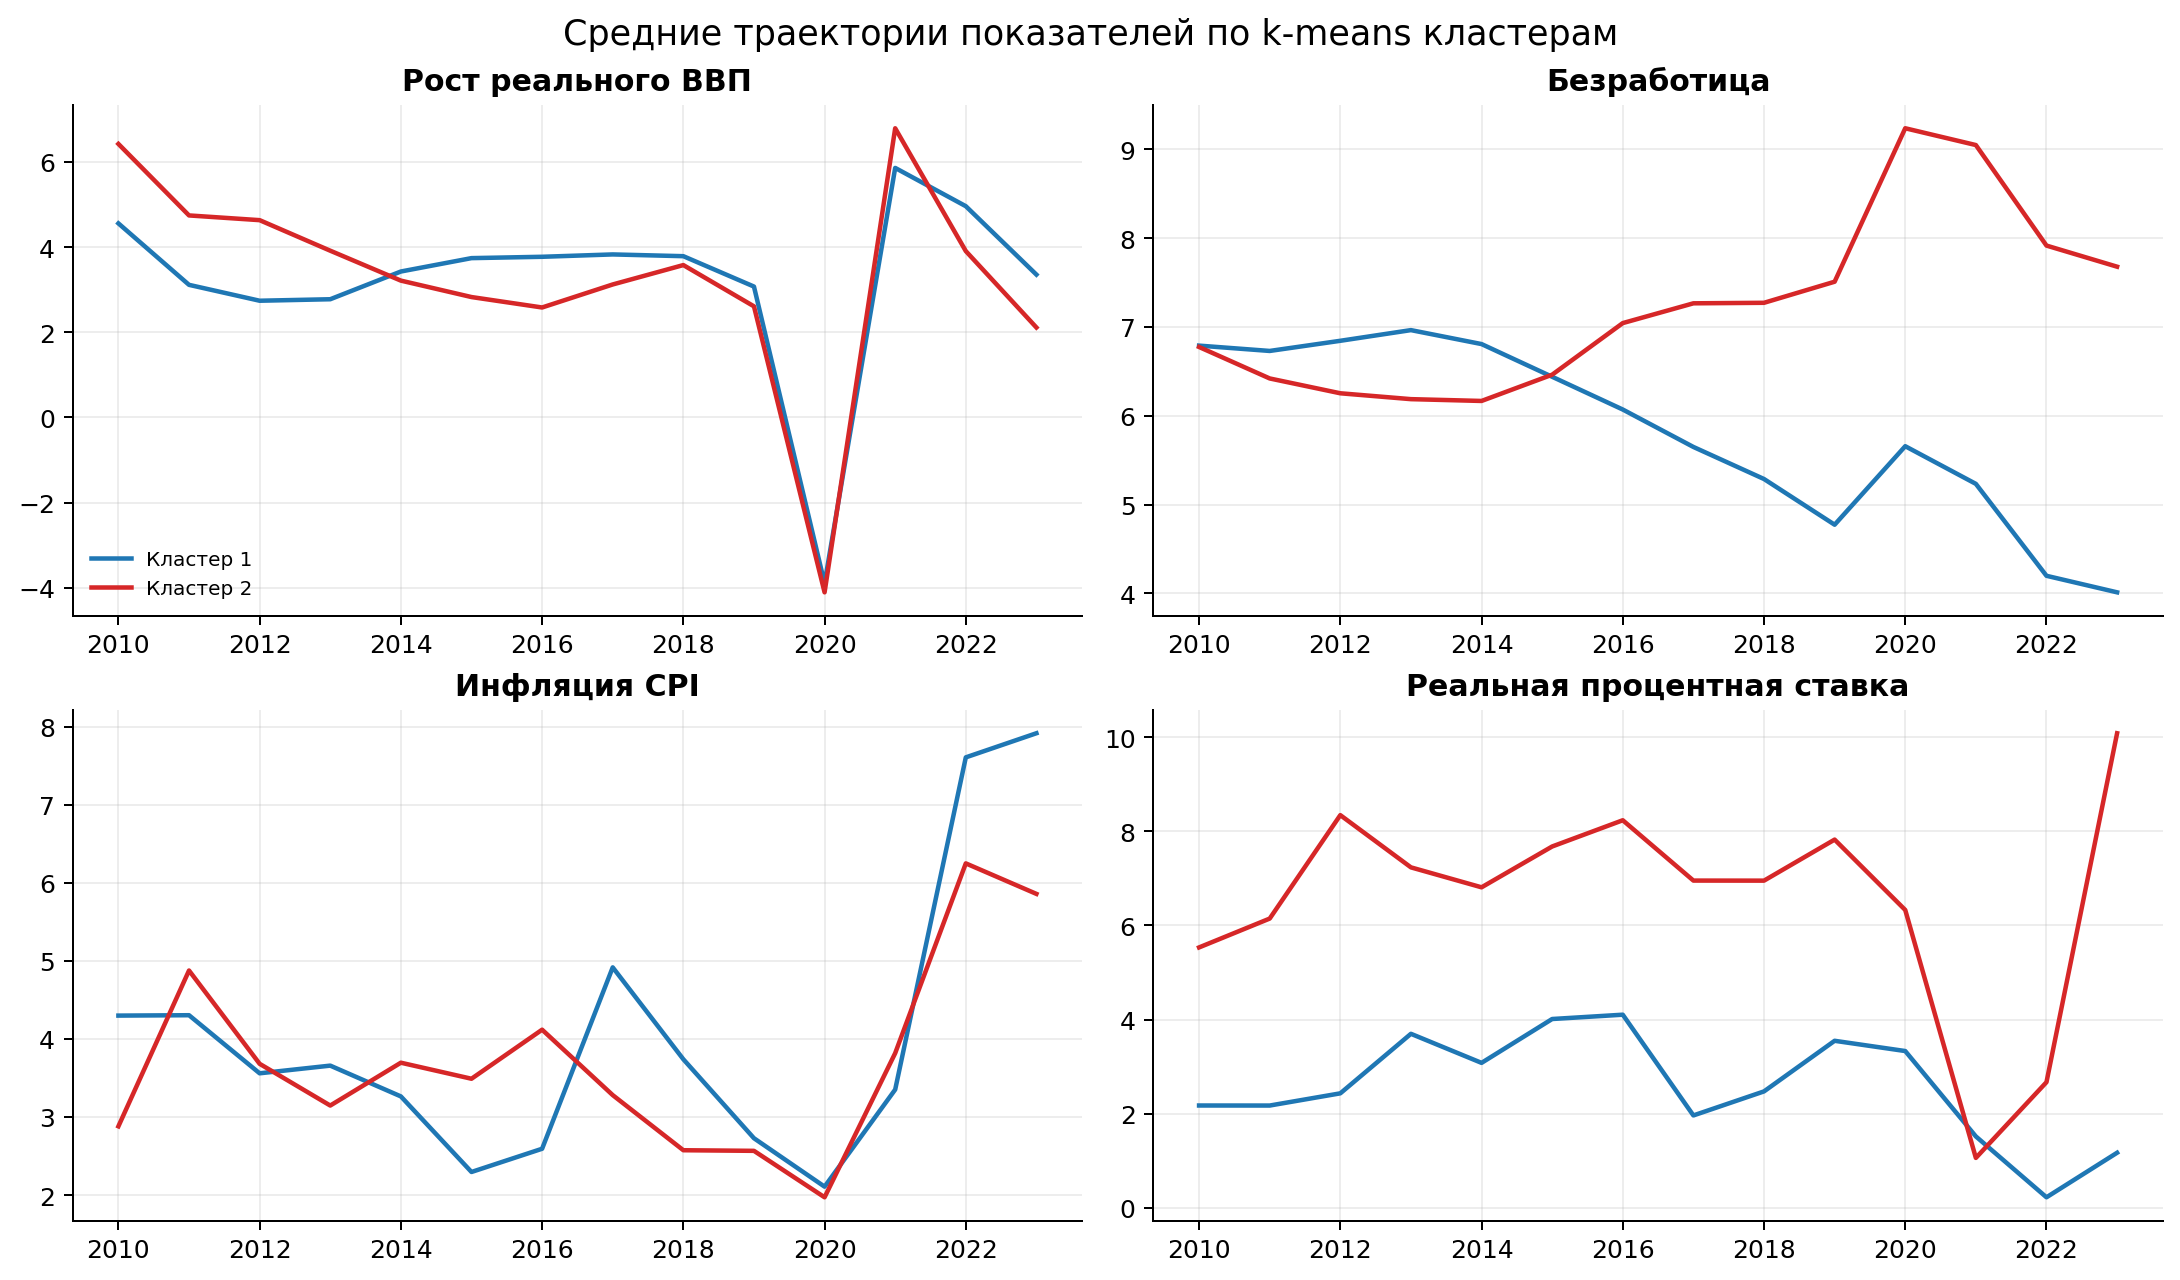 Средние траектории показателей по k-means кластерам
Рост реального ВВП
6
4
2
0
−2
−4
Кластер 1
Кластер 2
2010 2012 2014 2016 2018 2020 2022
Безработица
9
8
7
6
5
4
2010 2012 2014 2016 2018 2020 2022
Инфляция CPI
8
7
6
5
4
3
2
2010 2012 2014 2016 2018 2020 2022
Реальная процентная ставка
10
8
6
4
2
0
2010 2012 2014 2016 2018 2020 2022